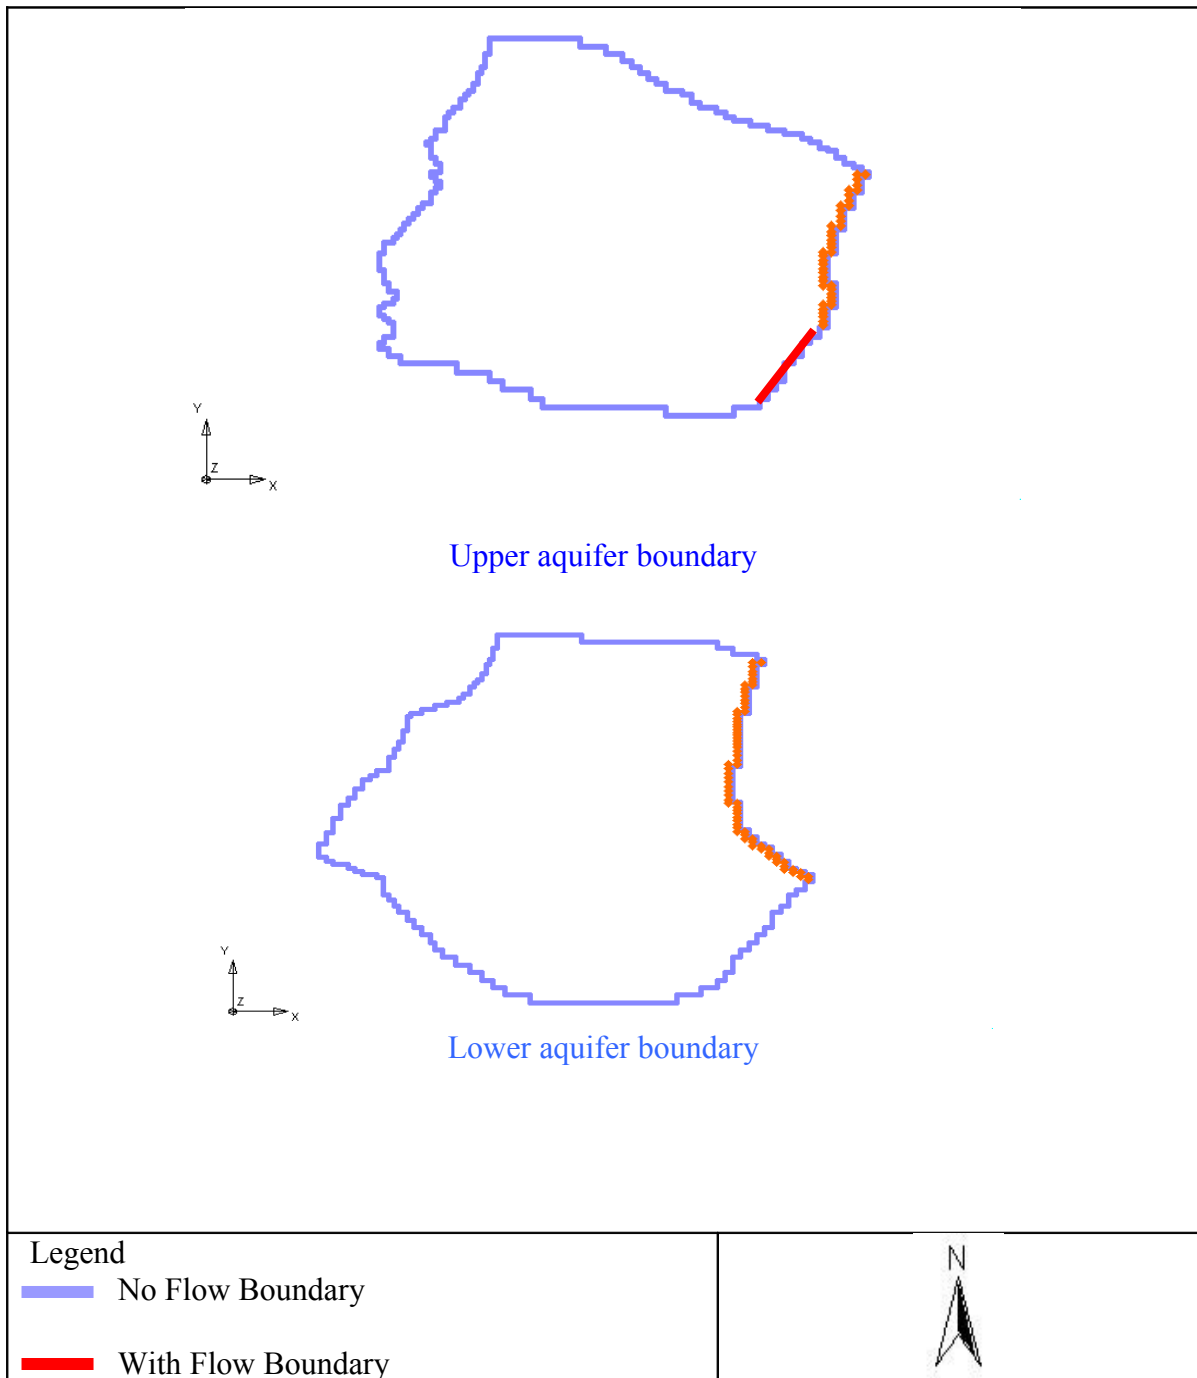 Y
Z
X
Upper aquifer boundary
Y
Z
X
Lower aquifer boundary
Legend
No Flow Boundary
With Flow Boundary
N